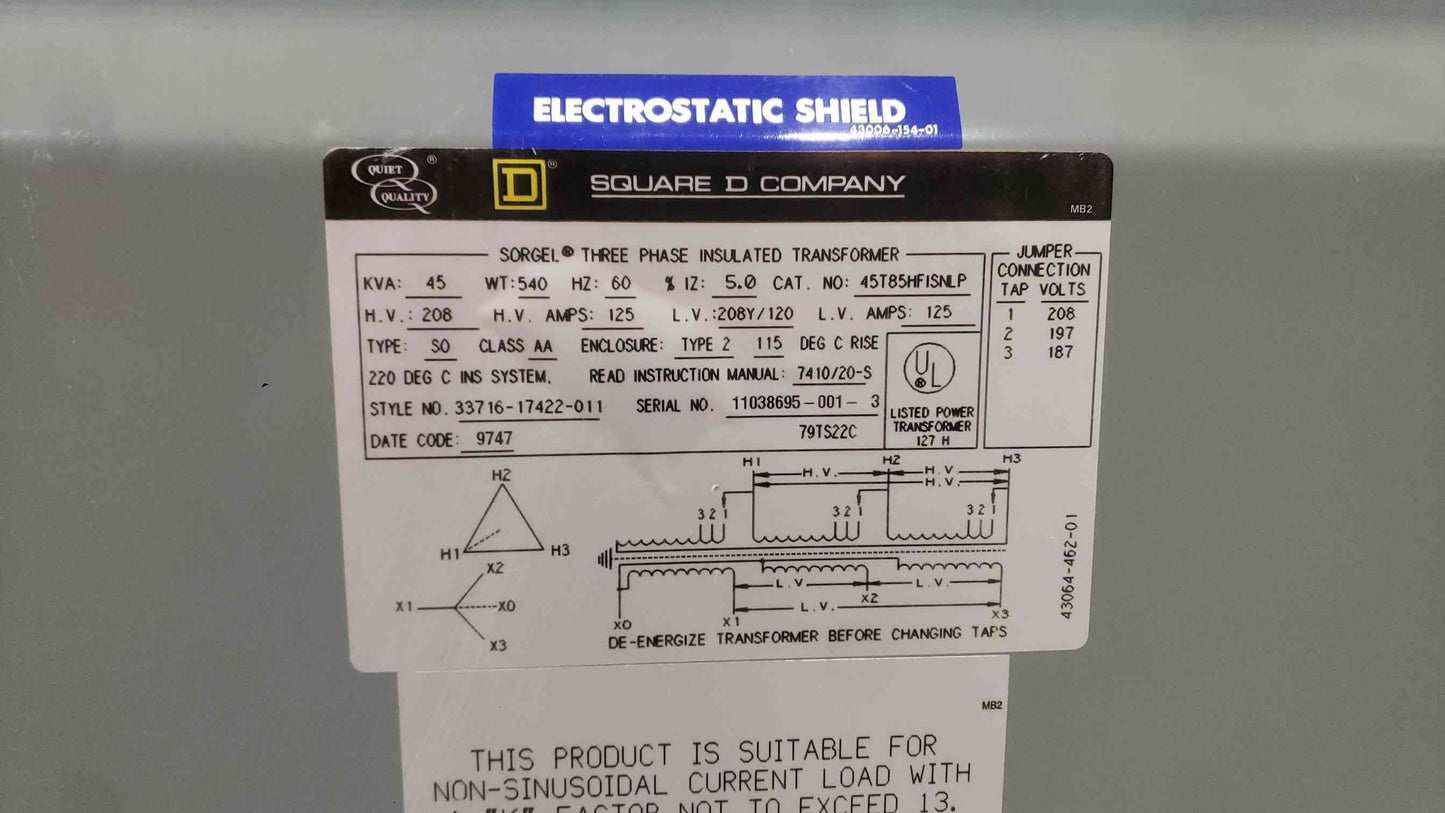 ELECTROSTATIC SHIELD
43006-154-01
QUIET QUALITY ®
D ®
SQUARE D COMPANY
MB2
SORGEL® THREE PHASE INSULATED TRANSFORMER
KVA: 45 WT: 540 HZ: 60 % IZ: 5.0 CAT. NO: 45T85HFISNLP
H.V.: 208 H.V. AMPS: 125 L.V.: 208Y/120 L.V. AMPS: 125
TYPE: SO CLASS AA ENCLOSURE: TYPE 2 115 DEG C RISE
220 DEG C INS SYSTEM. READ INSTRUCTION MANUAL: 7410/20-S
STYLE NO. 33716-17422-011 SERIAL NO. 11038695-001-3
DATE CODE: 9747 79TS22C
UL ®
LISTED POWER
TRANSFORMER
127 H
JUMPER
CONNECTION
TAP VOLTS
1 208
2 197
3 187
H2
H1 H3
X2
X1 X0
X3
H1 H2 H3
H.V. H.V.
H.V.
3 2 1 3 2 1 3 2 1
L.V. L.V.
X2
L.V.
X0 X1 X3
DE-ENERGIZE TRANSFORMER BEFORE CHANGING TAPS
43064-462-01
MB2
THIS PRODUCT IS SUITABLE FOR
NON-SINUSOIDAL CURRENT LOAD WITH
"K" FACTOR NOT TO EXCEED 13.